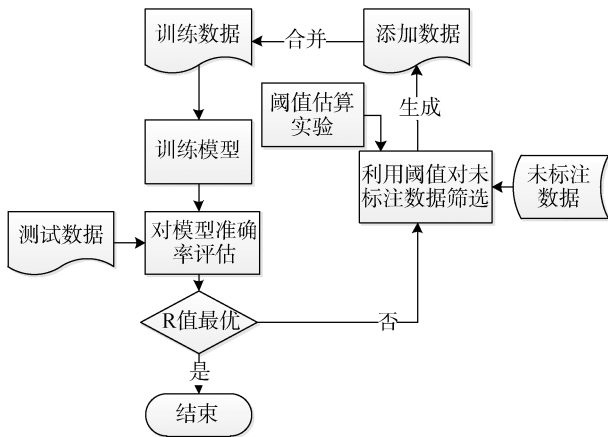 训练数据
合并
添加数据
阈值估算
实验
生成
训练模型
利用阈值对未
标注数据筛选
未标注
数据
测试数据
对模型准确
率评估
R值最优
否
是
结束